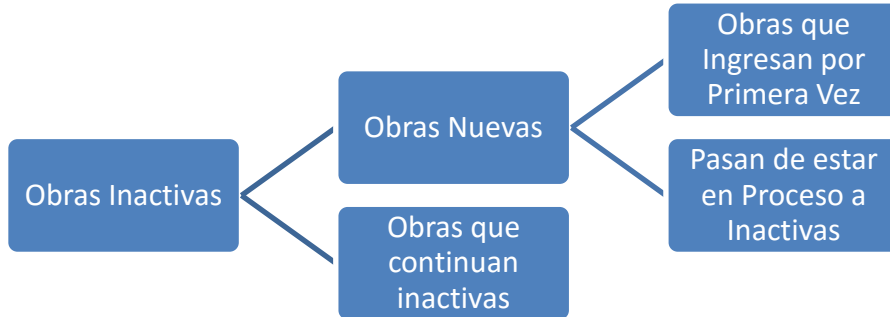 Obras Inactivas
Obras Nuevas
Obras que
continuan
inactivas
Obras que
Ingresan por
Primera Vez
Pasan de estar
en Proceso a
Inactivas